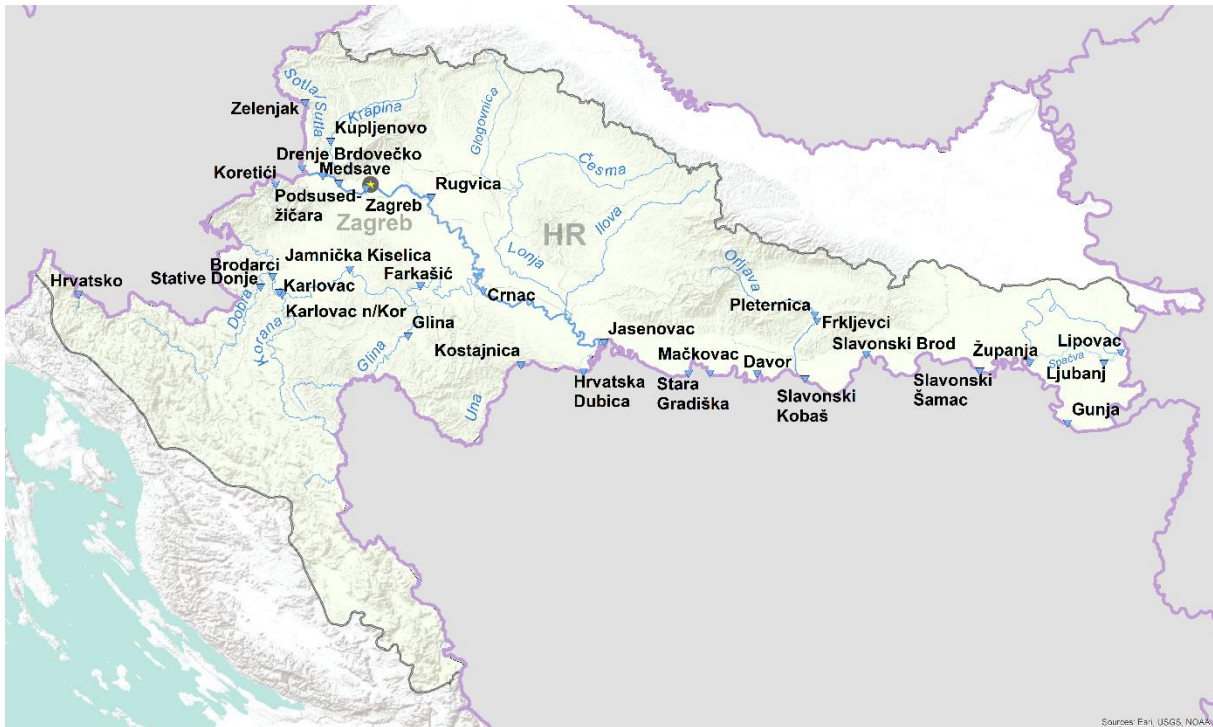 Sotla/
Sutla
Zelenjak
Krapina
Glogovnica
Kupljenovo
Drenje Brdovečko
Koretići
Medsave
Česma
Podsused-
žičara
Zagreb
Rugvica
Zagreb
HR
Ilova
Lonja
Jamnička Kiselica
Brodarci
Stative Donje
Farkašić
Hrvatsko
Karlovac
Dobra
Crnac
Karlovac n/Kor
Korana
Orljava
Pleternica
Glina
Frkljevci
Glina
Jasenovac
Kostajnica
Mačkovac
Davor
Slavonski Brod
Županja
Lipovac
Spačva
Ljubanj
Hrvatska
Dubica
Stara
Gradiška
Slavonski
Kobaš
Slavonski
Šamac
Una
Gunja
Sources: Esri, USGS, NOAA